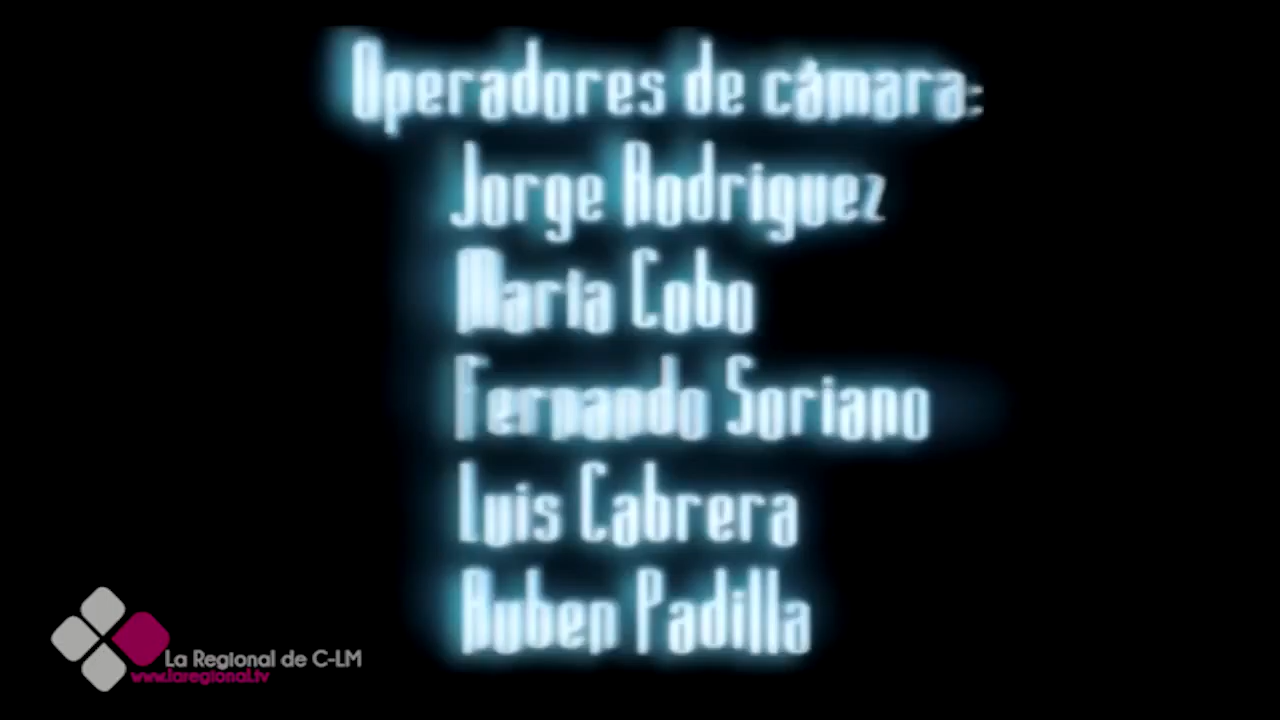 Operadores de cámara:
Jorge Rodriguez
Maria Cobo
Fernando Soriano
Luis Cabrera
Ruben Padilla
La Regional de C-LM
www.laregional.tv